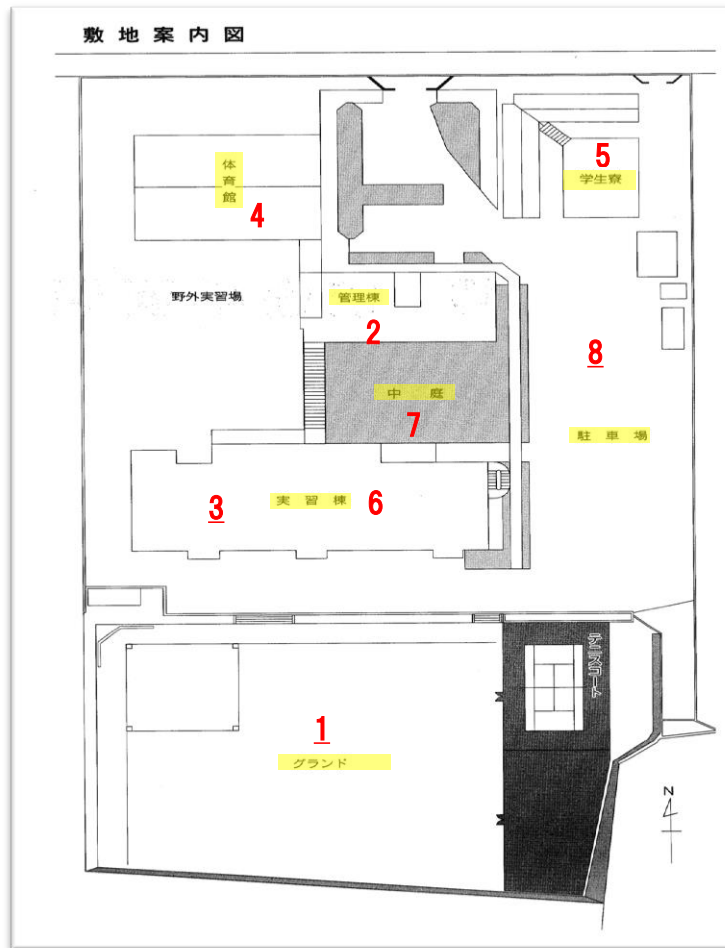 敷地案内図
体育館
4
5
学生寮
野外実習場
管理棟
2
8
中庭
7
駐車場
3
実習棟
6
テニスコート
1
グランド
N